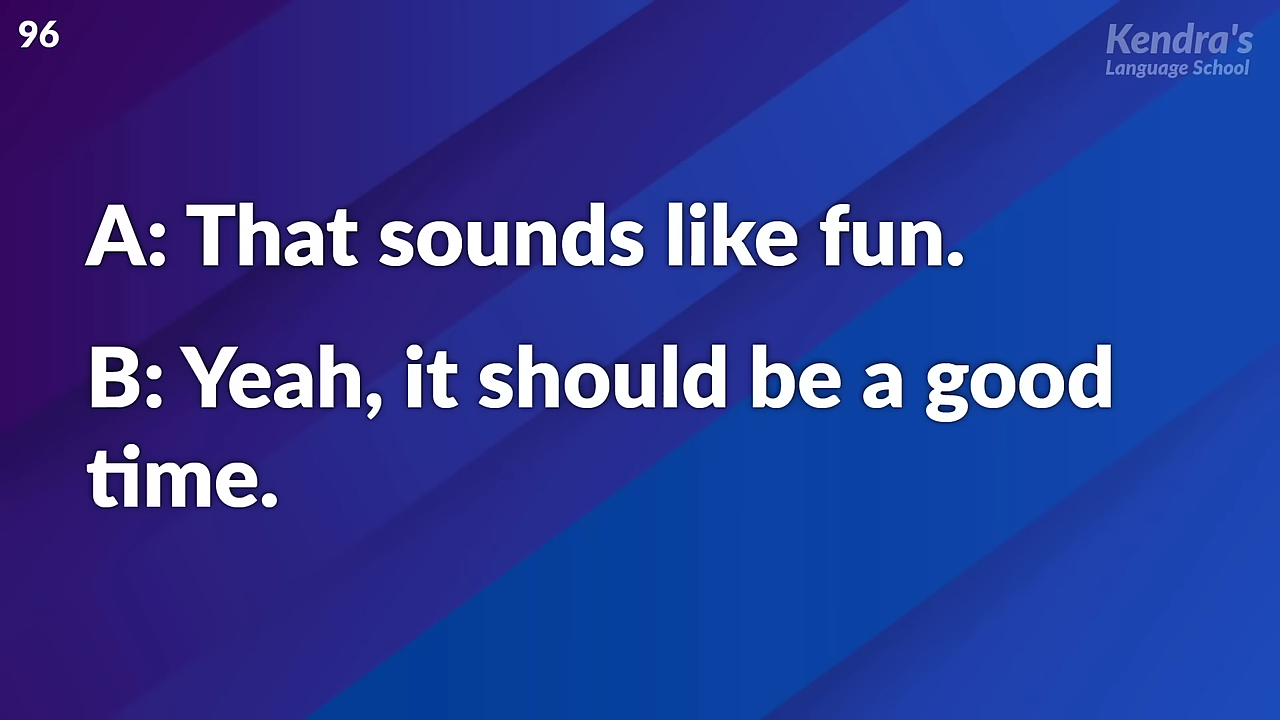 96
Kendra's
Language School
A: That sounds like fun.
B: Yeah, it should be a good
time.